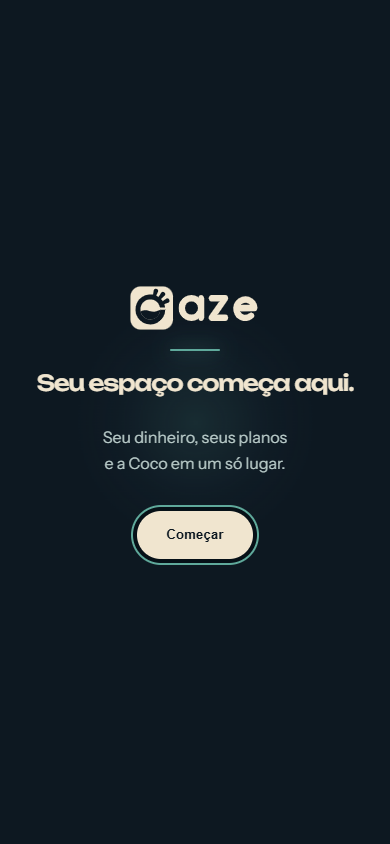 aze
Seu espaço começa aqui.
Seu dinheiro, seus planos
e a Coco em um só lugar.
Começar